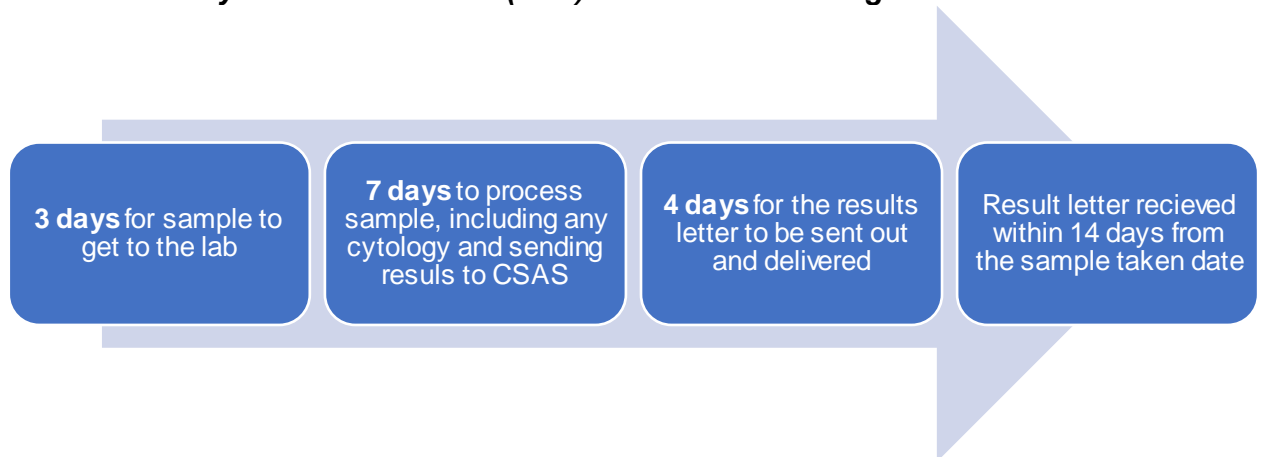 3 days for sample to
get to the lab
7 days to process
sample, including any
cytology and sending
resuls to CSAS
4 days for the results
letter to be sent out
and delivered
Result letter recieved
within 14 days from
the sample taken date